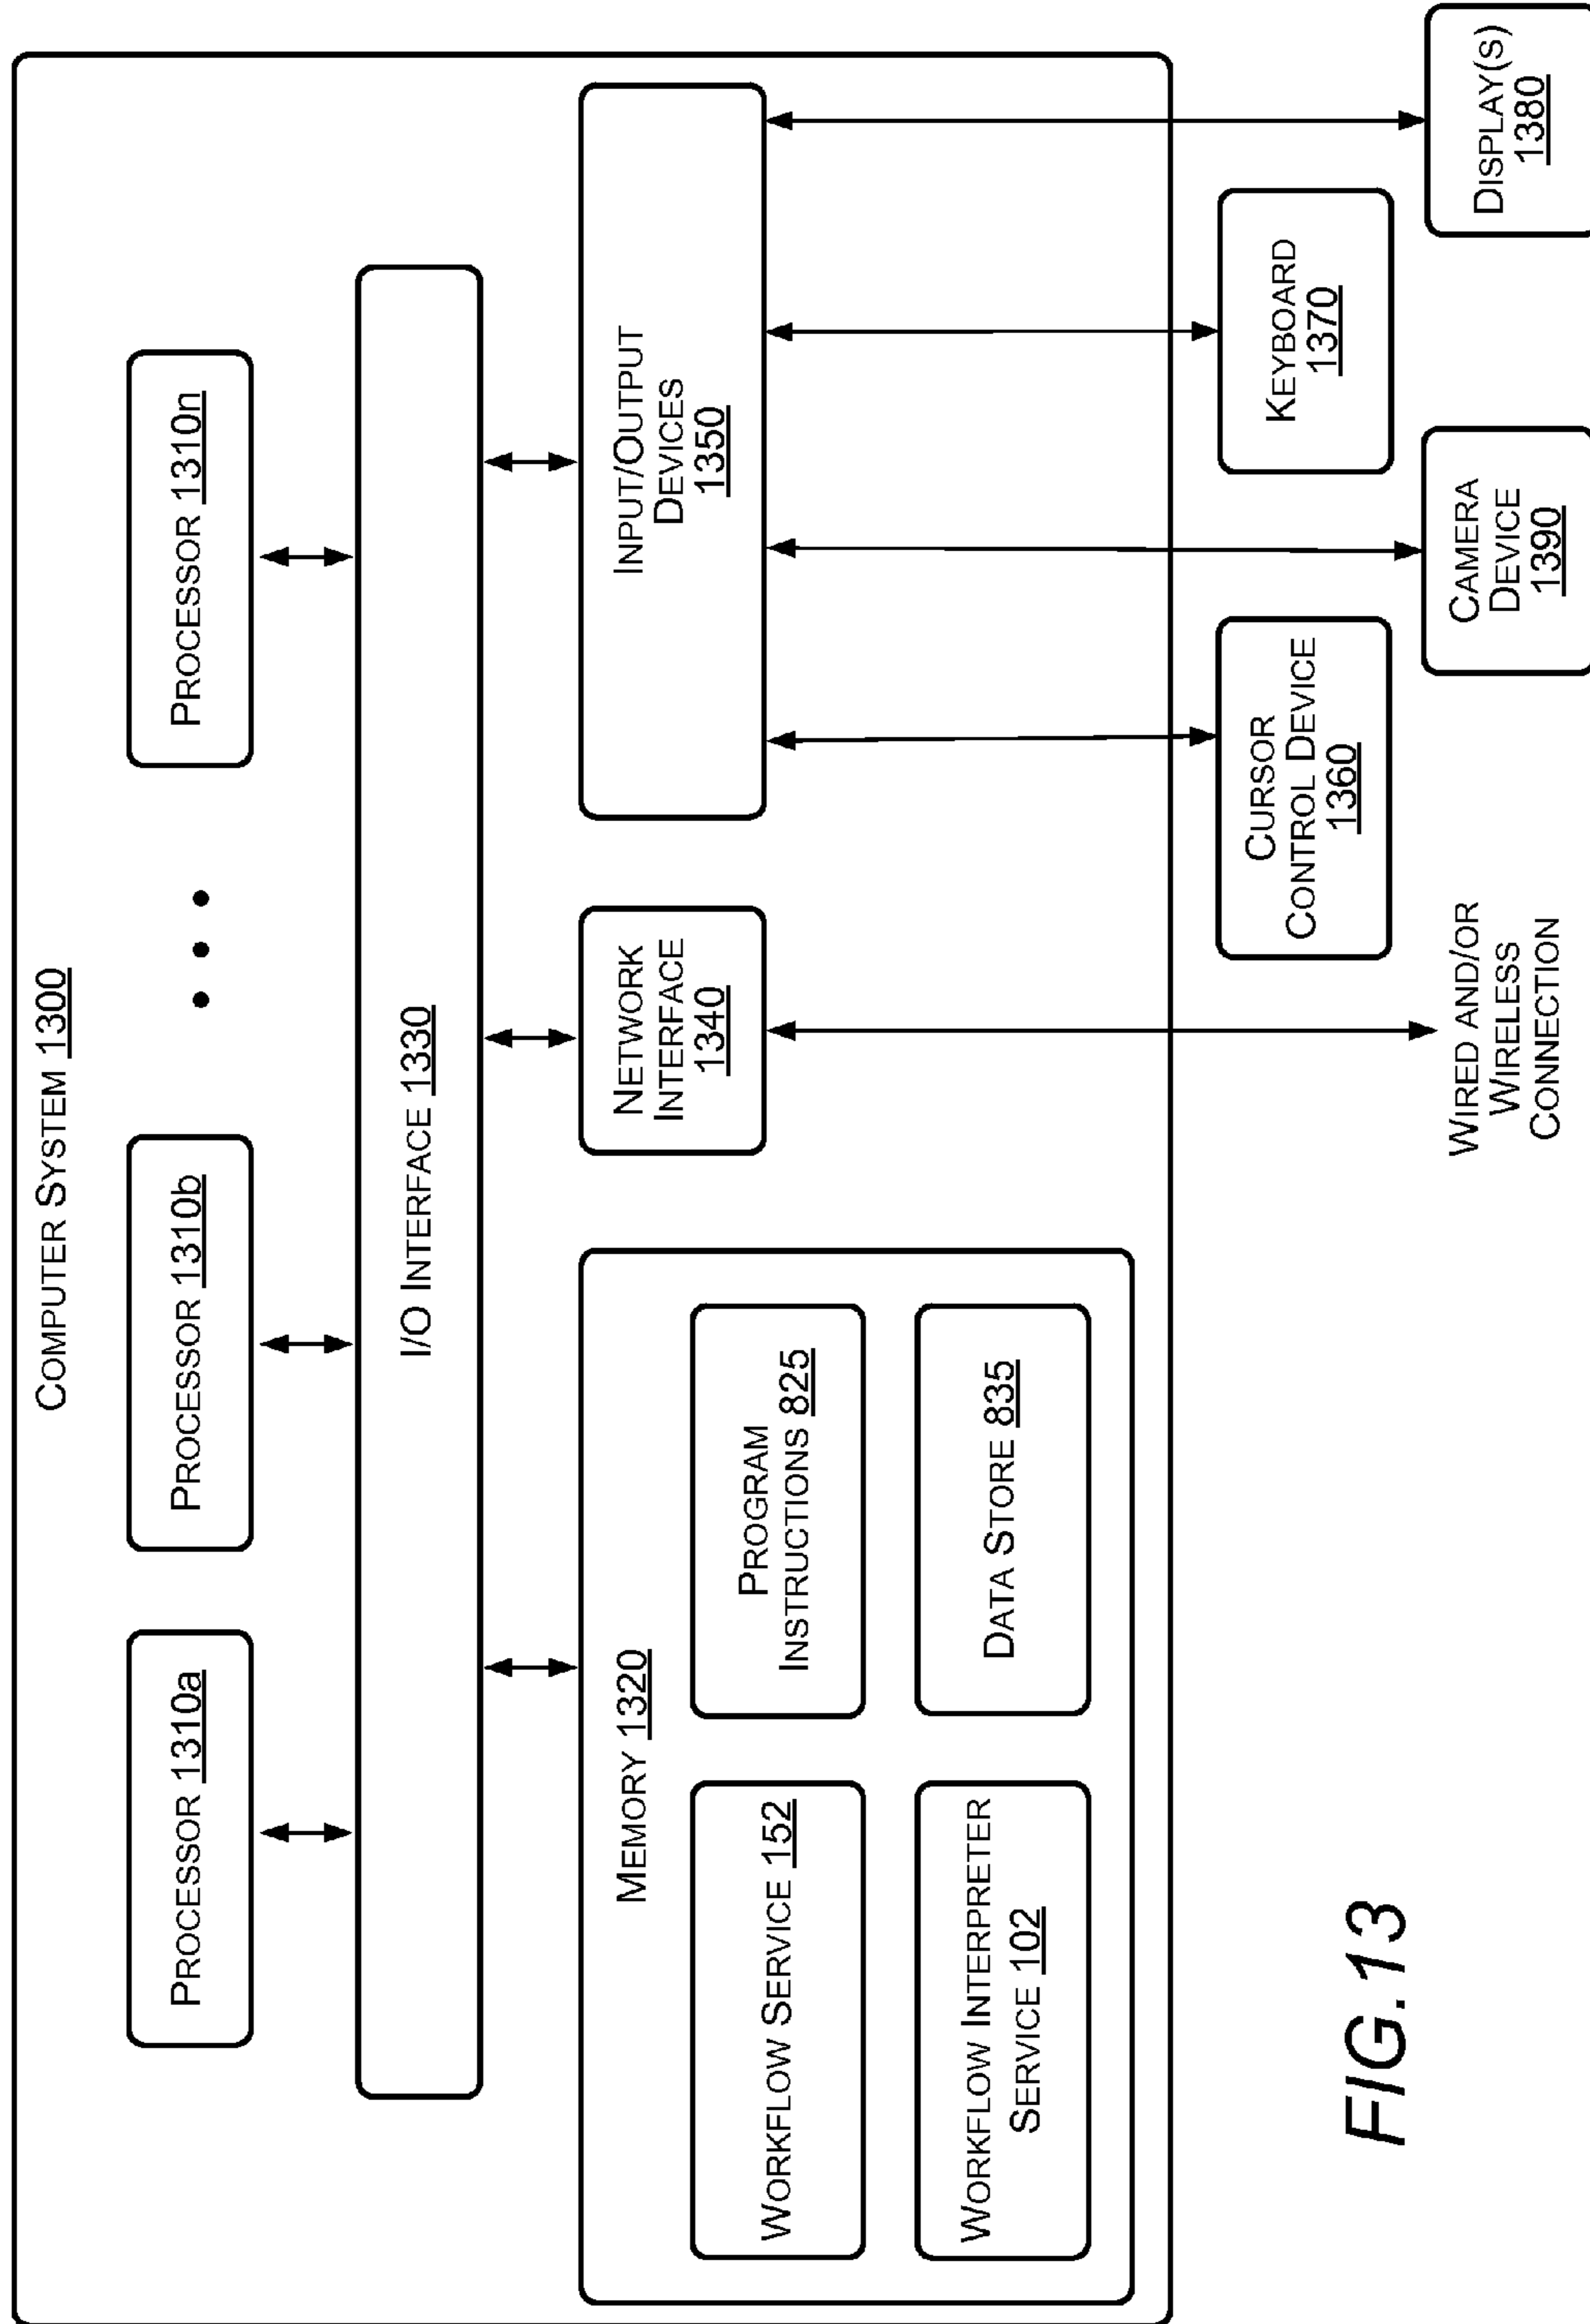 COMPUTER SYSTEM 1300
PROCESSOR 1310a
PROCESSOR 1310b
PROCESSOR 1310n
I/O INTERFACE 1330
MEMORY 1320
WORKFLOW SERVICE 152
PROGRAM
INSTRUCTIONS 825
WORKFLOW INTERPRETER
SERVICE 102
DATA STORE 835
NETWORK
INTERFACE
1340
INPUT/OUTPUT
DEVICES
1350
CURSOR
CONTROL DEVICE
1360
KEYBOARD
1370
WIRED AND/OR
WIRELESS
CONNECTION
CAMERA
DEVICE
1390
DISPLAY(S)
1380
FIG. 13